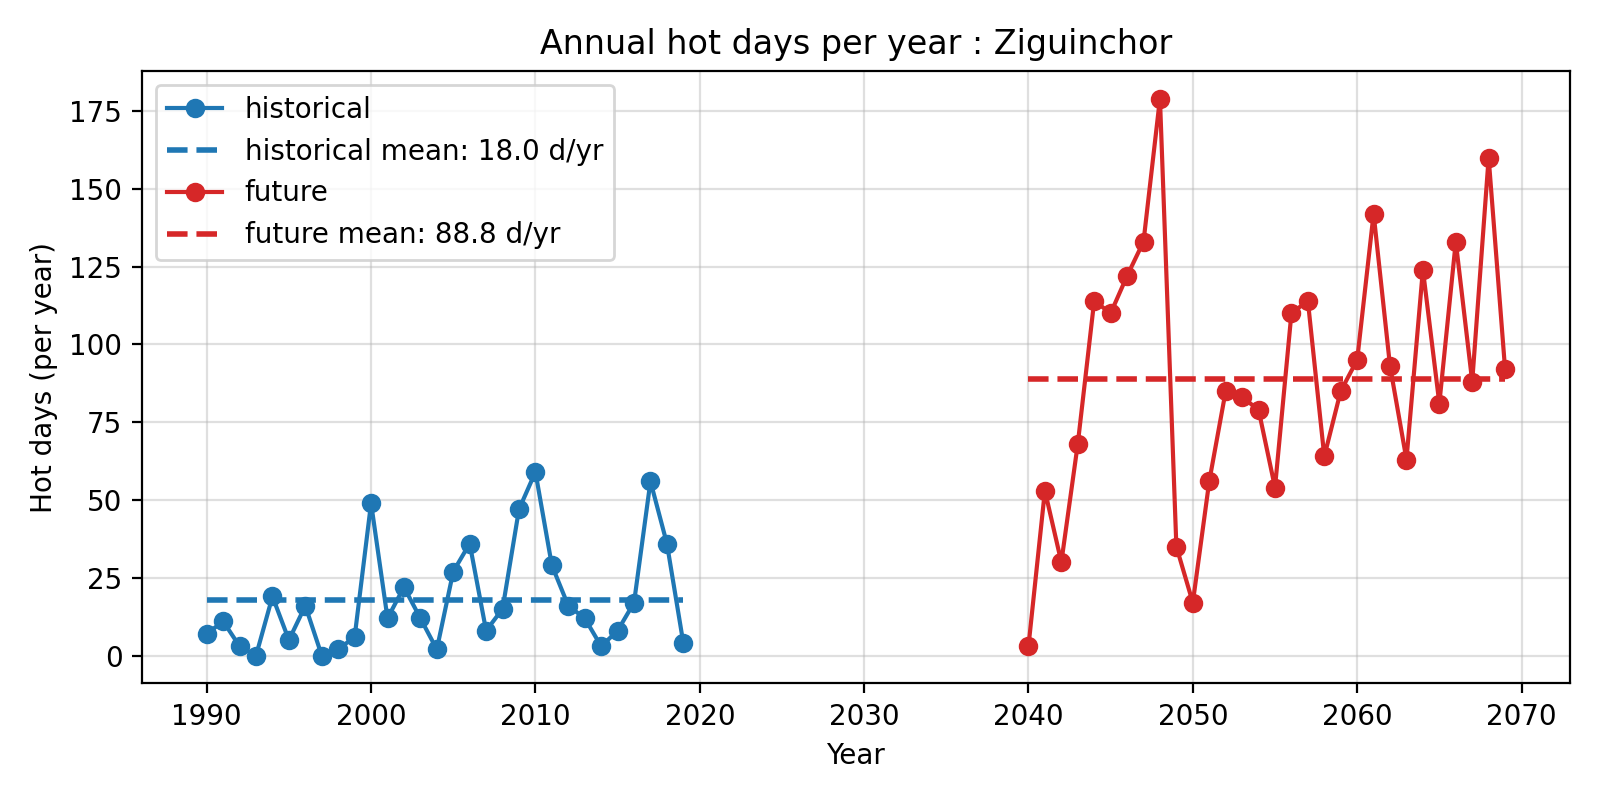 Annual hot days per year : Ziguinchor
historical
historical mean: 18.0 d/yr
future
future mean: 88.8 d/yr
Hot days (per year)
175
150
125
100
75
50
25
0
1990 2000 2010 2020 2030 2040 2050 2060 2070
Year